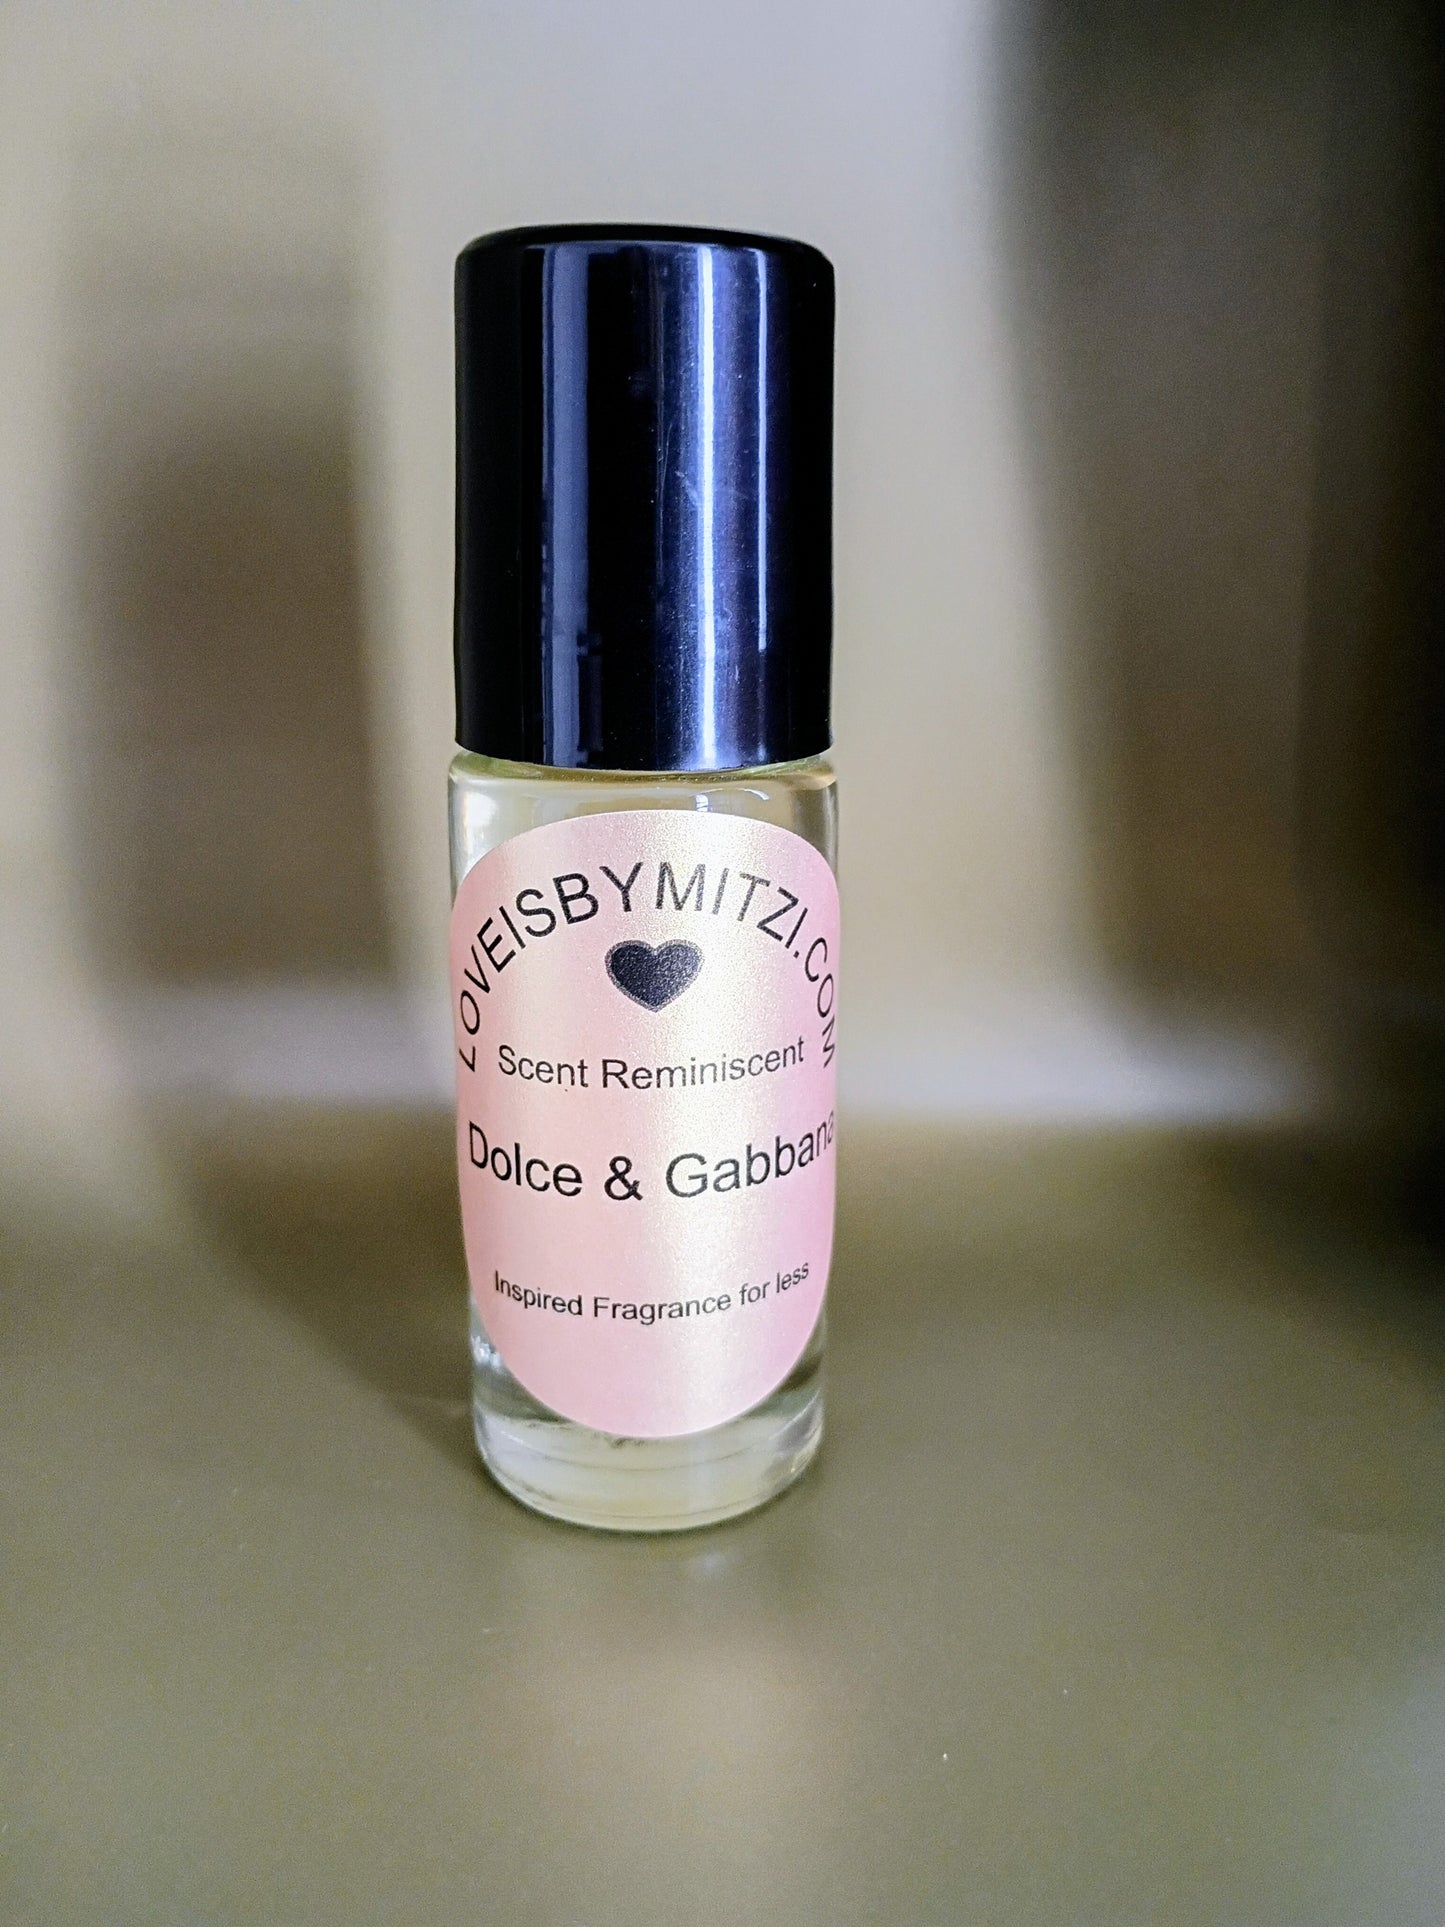 LOVEISBYMITZI.COM
Scent Reminiscent
Dolce & Gabbana
Inspired Fragrance for less